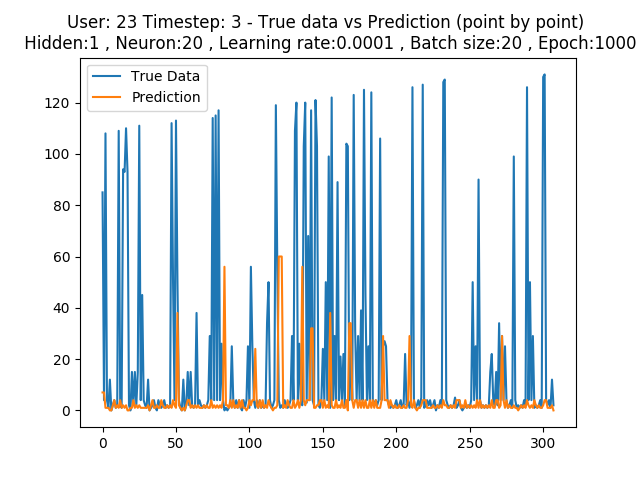 User: 23 Timestep: 3 - True data vs Prediction (point by point)
Hidden:1 , Neuron:20 , Learning rate:0.0001 , Batch size:20 , Epoch:1000
True Data
Prediction
120
100
80
60
40
20
0
0 50 100 150 200 250 300